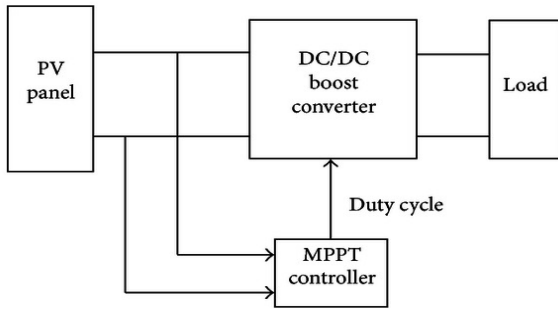 PV
panel
DC/DC
boost
converter
Load
Duty cycle
MPPT
controller